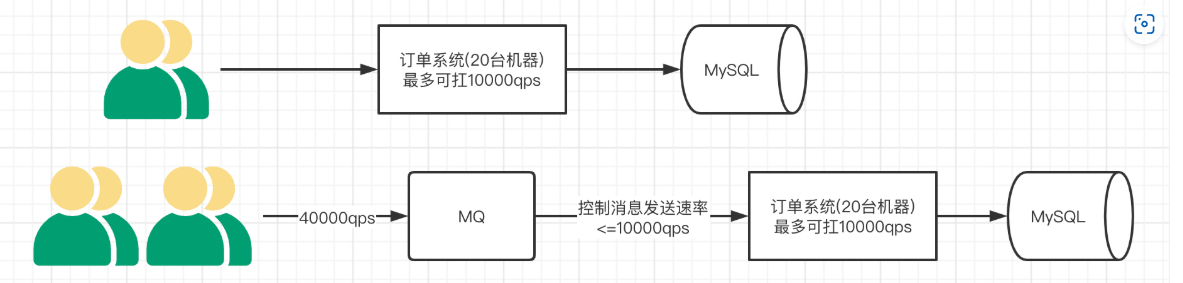 订单系统(20台机器)
最多可扛10000qps
MySQL
40000qps
MQ
控制消息发送速率
<=10000qps
订单系统(20台机器)
最多可扛10000qps
MySQL